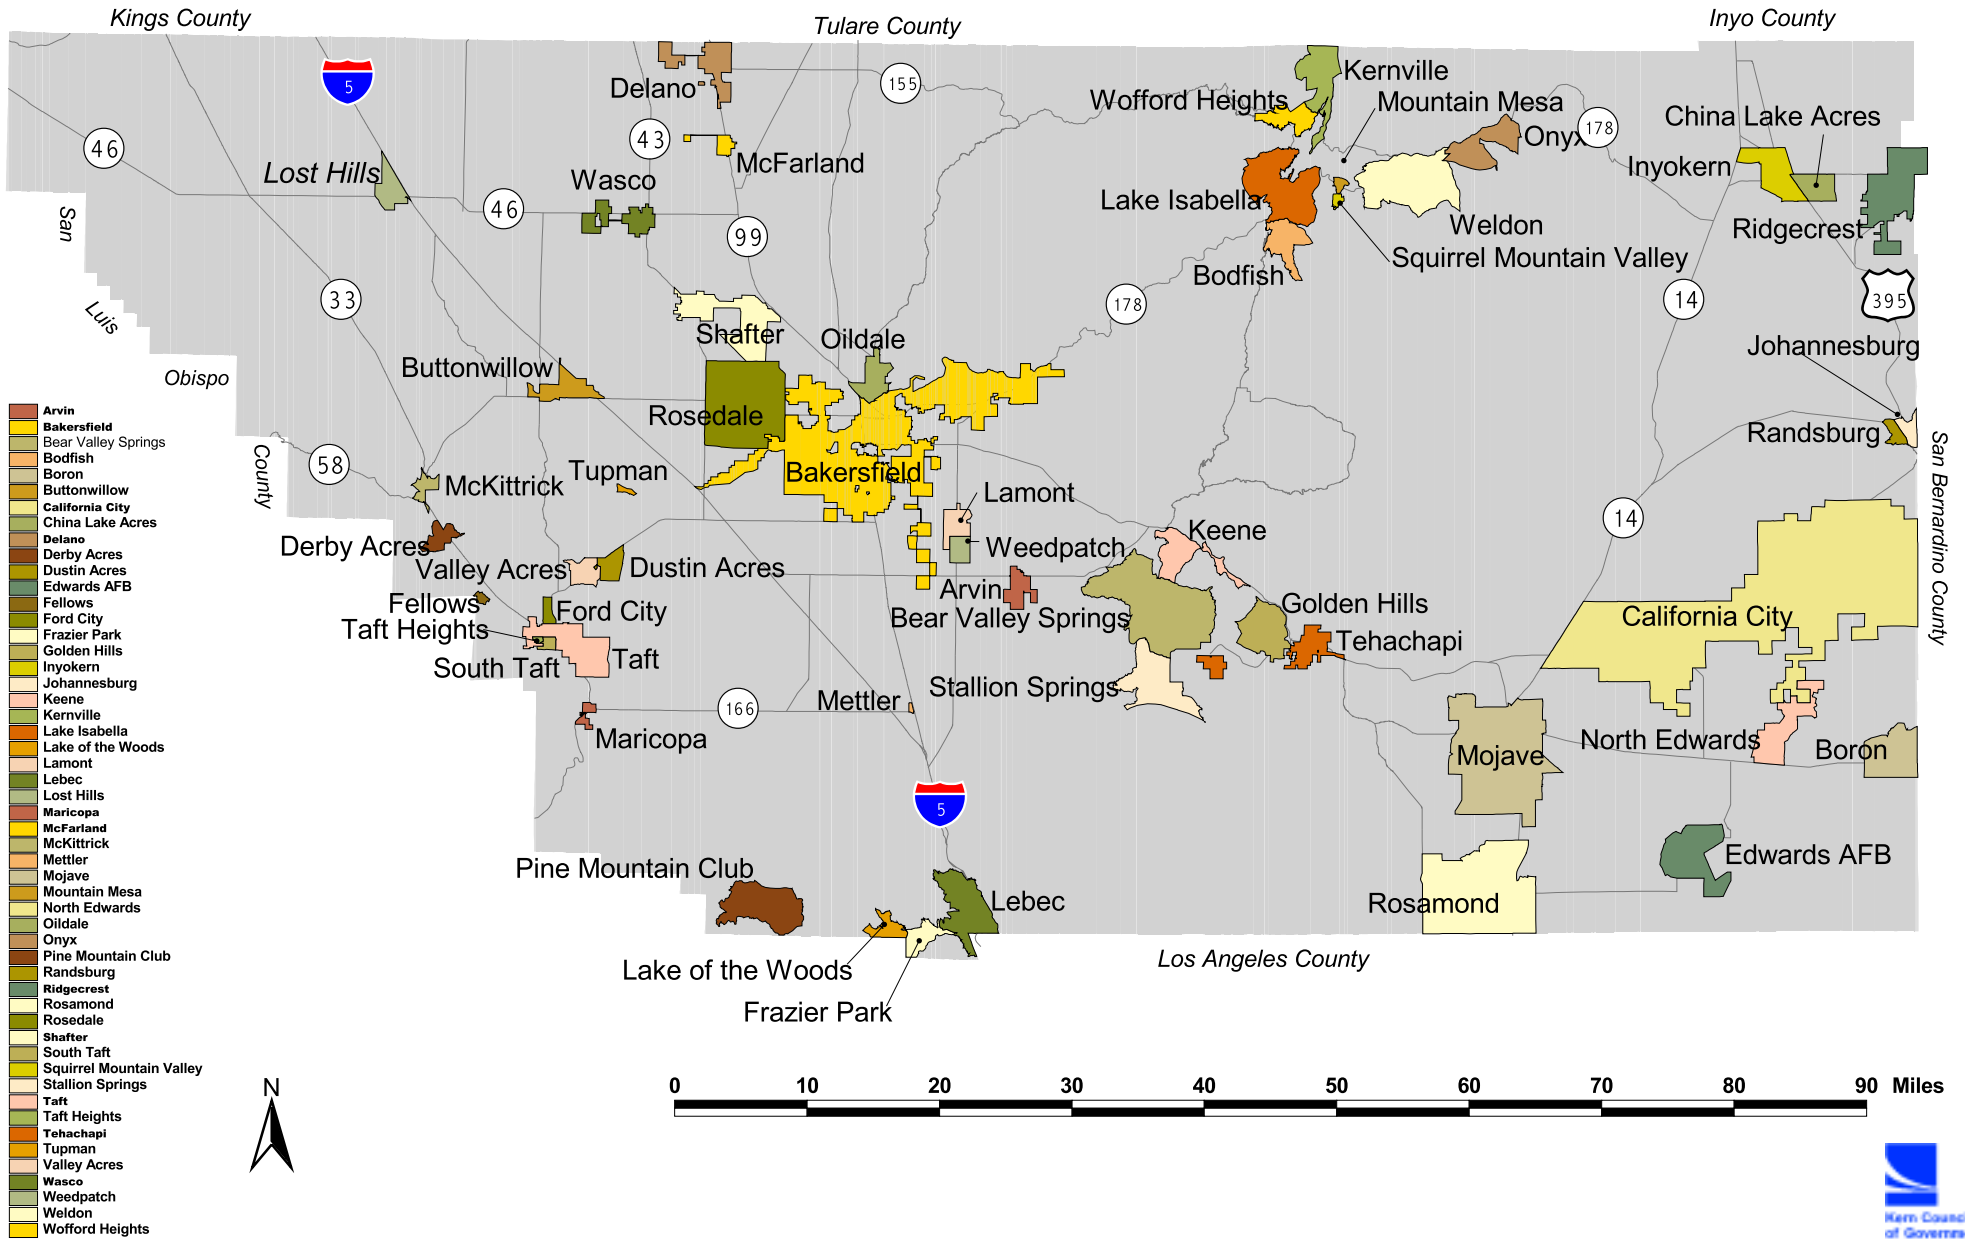 Kings County
Tulare County
Inyo County
5
155
Delano
43
46
McFarland
Lost Hills
Wasco
46
99
Kernville
Wofford Heights
Mountain Mesa
Onyx
178
China Lake Acres
Inyokern
Lake Isabella
Weldon
Ridgecrest
Squirrel Mountain Valley
Bodfish
San
Luis
Obispo
County
33
178
14
395
Shafter
Oildale
Johannesburg
Buttonwillow
Rosedale
Randsburg
San Bernardino County
58
McKittrick
Tupman
Bakersfield
Lamont
14
Derby Acres
Weedpatch
Keene
Valley Acres
Dustin Acres
Arvin
Fellows
Ford City
Bear Valley Springs
Golden Hills
California City
Taft Heights
Tehachapi
South Taft
Taft
Stallion Springs
Mettler
166
Maricopa
North Edwards
Boron
Mojave
5
Pine Mountain Club
Edwards AFB
Lebec
Rosamond
Lake of the Woods
Los Angeles County
Frazier Park
Arvin
Bakersfield
Bear Valley Springs
Bodfish
Boron
Buttonwillow
California City
China Lake Acres
Delano
Derby Acres
Dustin Acres
Edwards AFB
Fellows
Ford City
Frazier Park
Golden Hills
Inyokern
Johannesburg
Keene
Kernville
Lake Isabella
Lake of the Woods
Lamont
Lebec
Lost Hills
Maricopa
McFarland
McKittrick
Mettler
Mojave
Mountain Mesa
North Edwards
Oildale
Onyx
Pine Mountain Club
Randsburg
Ridgecrest
Rosamond
Rosedale
Shafter
South Taft
Squirrel Mountain Valley
Stallion Springs
Taft
Taft Heights
Tehachapi
Tupman
Valley Acres
Wasco
Weedpatch
Weldon
Wofford Heights
N
0 10 20 30 40 50 60 70 80 90 Miles
Kern Counc
of Governm